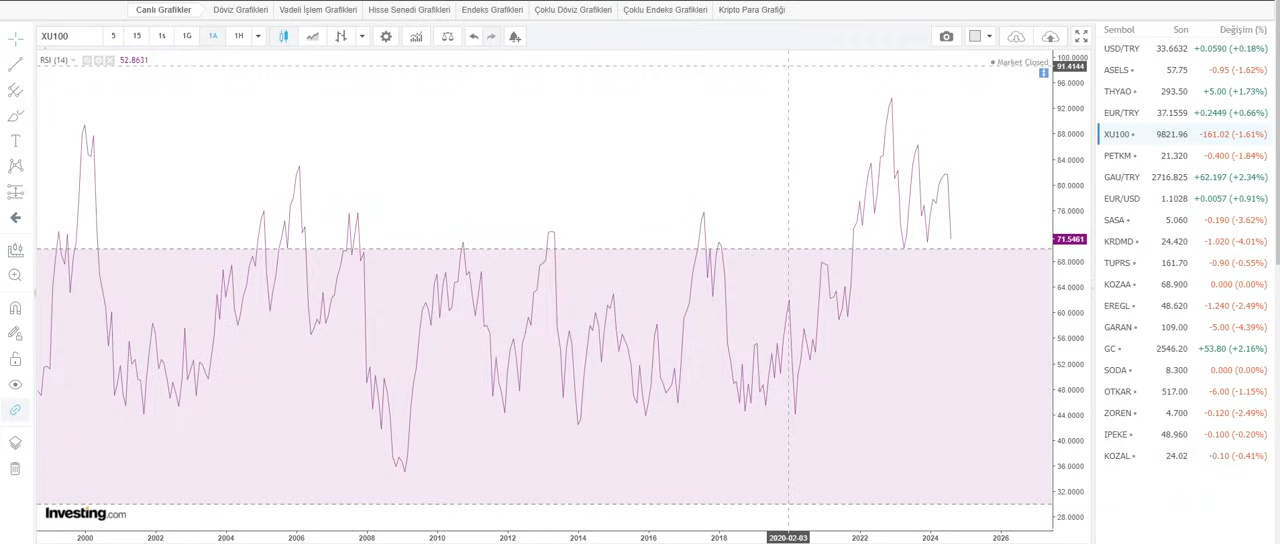 Canlı Grafikler Döviz Grafikleri Vadeli İşlem Grafikleri Hisse Senedi Grafikleri Endeks Grafikleri Çoklu Döviz Grafikleri Çoklu Endeks Grafikleri Kripto Para Grafiği
XU100 5 15 1s 1G 1A 1H
RSI (14) 52.8631
Market Closed
100.0000
91.4144
96.0000
92.0000
88.0000
84.0000
80.0000
76.0000
71.5461
68.0000
64.0000
60.0000
56.0000
52.0000
48.0000
44.0000
40.0000
36.0000
32.0000
28.0000
Investing.com
2000 2002 2004 2006 2008 2010 2012 2014 2016 2018 2020-02-03 2022 2024 2026
Sembol Son Değişim (%)
USD/TRY 33.6632 +0.0590 (+0.18%)
ASELS 57.75 -0.95 (-1.62%)
THYAO 293.50 +5.00 (+1.73%)
EUR/TRY 37.1559 +0.2449 (+0.66%)
XU100 9821.96 -161.02 (-1.61%)
PETKM 21.320 -0.400 (-1.84%)
GAU/TRY 2716.825 +62.197 (+2.34%)
EUR/USD 1.1028 +0.0057 (+0.91%)
SASA 5.060 -0.190 (-3.62%)
KRDMD 24.420 -1.020 (-4.01%)
TUPRS 161.70 -0.90 (-0.55%)
KOZAA 68.900 0.000 (0.00%)
EREGL 48.620 -1.240 (-2.49%)
GARAN 109.00 -5.00 (-4.39%)
GC 2546.20 +53.80 (+2.16%)
SODA 8.300 0.000 (0.00%)
OTKAR 517.00 -6.00 (-1.15%)
ZOREN 4.700 -0.120 (-2.49%)
IPEKE 48.960 -0.100 (-0.20%)
KOZAL 24.02 -0.10 (-0.41%)